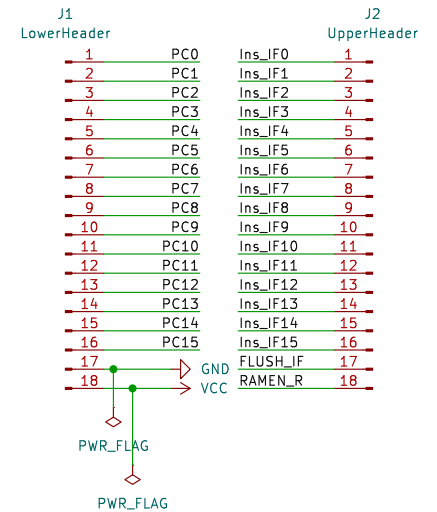 J1 J2
LowerHeader UpperHeader
1 PC0 Ins_IF0 1
2 PC1 Ins_IF1 2
3 PC2 Ins_IF2 3
4 PC3 Ins_IF3 4
5 PC4 Ins_IF4 5
6 PC5 Ins_IF5 6
7 PC6 Ins_IF6 7
8 PC7 Ins_IF7 8
9 PC8 Ins_IF8 9
10 PC9 Ins_IF9 10
11 PC10 Ins_IF10 11
12 PC11 Ins_IF11 12
13 PC12 Ins_IF12 13
14 PC13 Ins_IF13 14
15 PC14 Ins_IF14 15
16 PC15 Ins_IF15 16
17 GND FLUSH_IF 17
18 VCC RAMEN_R 18
PWR_FLAG
PWR_FLAG